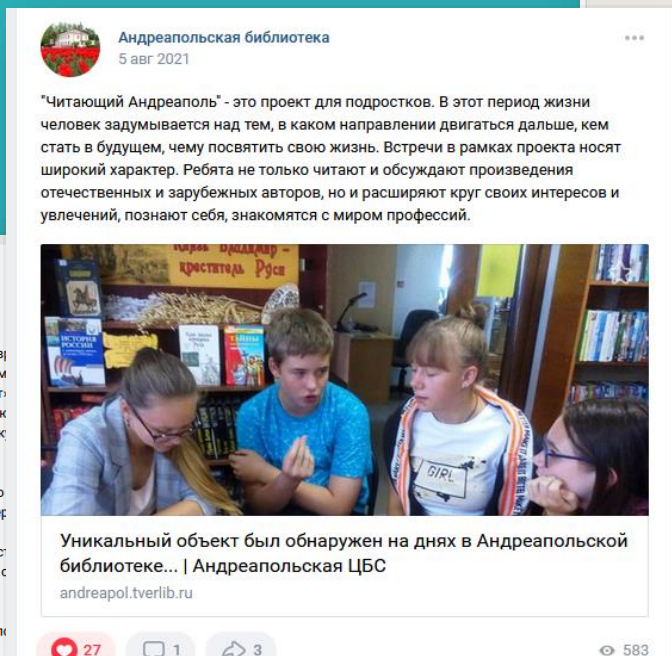 Андреапольская библиотека
5 авг 2021
"Читающий Андреаполь" - это проект для подростков. В этот период жизни
человек задумывается над тем, в каком направлении двигаться дальше, кем
стать в будущем, чему посвятить свою жизнь. Встречи в рамках проекта носят
широкий характер. Ребята не только читают и обсуждают произведения
отечественных и зарубежных авторов, но и расширяют круг своих интересов и
увлечений, познают себя, знакомятся с миром профессий.
Князь Владимир –
креститель Руси
ИСТОРИЯ
РОССИИ
ТАЙНЫ
GIRL
Уникальный объект был обнаружен на днях в Андреапольской
библиотеке... | Андреапольская ЦБС
andreapol.tverlib.ru
27
1
3
583